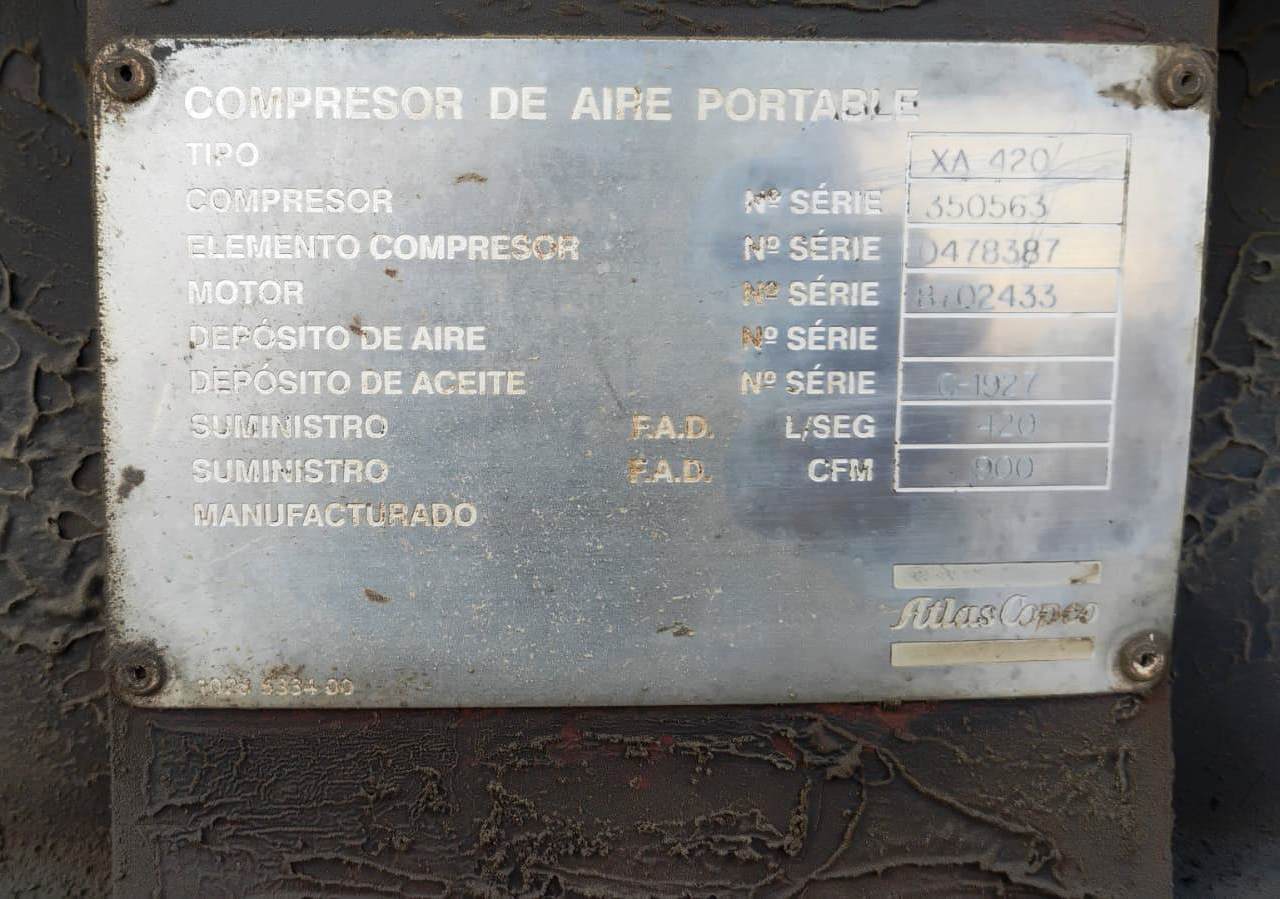 COMPRESOR DE AIRE PORTABLE
TIPO XA 420
COMPRESOR Nº SÉRIE 350563
ELEMENTO COMPRESOR Nº SÉRIE 0478387
MOTOR Nº SÉRIE
DEPÓSITO DE AIRE Nº SÉRIE
DEPÓSITO DE ACEITE Nº SÉRIE C-1927
SUMINISTRO F.A.D. L/SEG 420
SUMINISTRO F.A.D. CFM 900
MANUFACTURADO
Atlas Copco